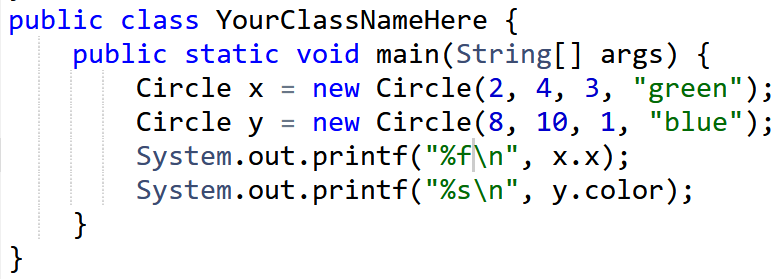 public class YourClassNameHere {
    public static void main(String[] args) {
        Circle x = new Circle(2, 4, 3, "green");
        Circle y = new Circle(8, 10, 1, "blue");
        System.out.printf("%f\n", x.x);
        System.out.printf("%s\n", y.color);
    }
}